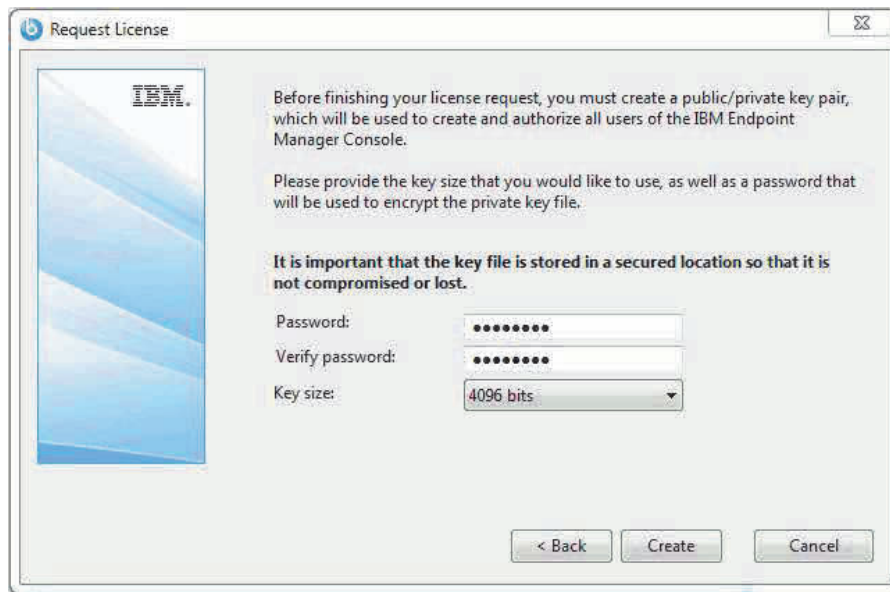 Request License
IBM.
Before finishing your license request, you must create a public/private key pair,
which will be used to create and authorize all users of the IBM Endpoint
Manager Console.
Please provide the key size that you would like to use, as well as a password that
will be used to encrypt the private key file.
It is important that the key file is stored in a secured location so that it is
not compromised or lost.
Password: ●●●●●●●●
Verify password: ●●●●●●●●
Key size: 4096 bits
< Back Create Cancel